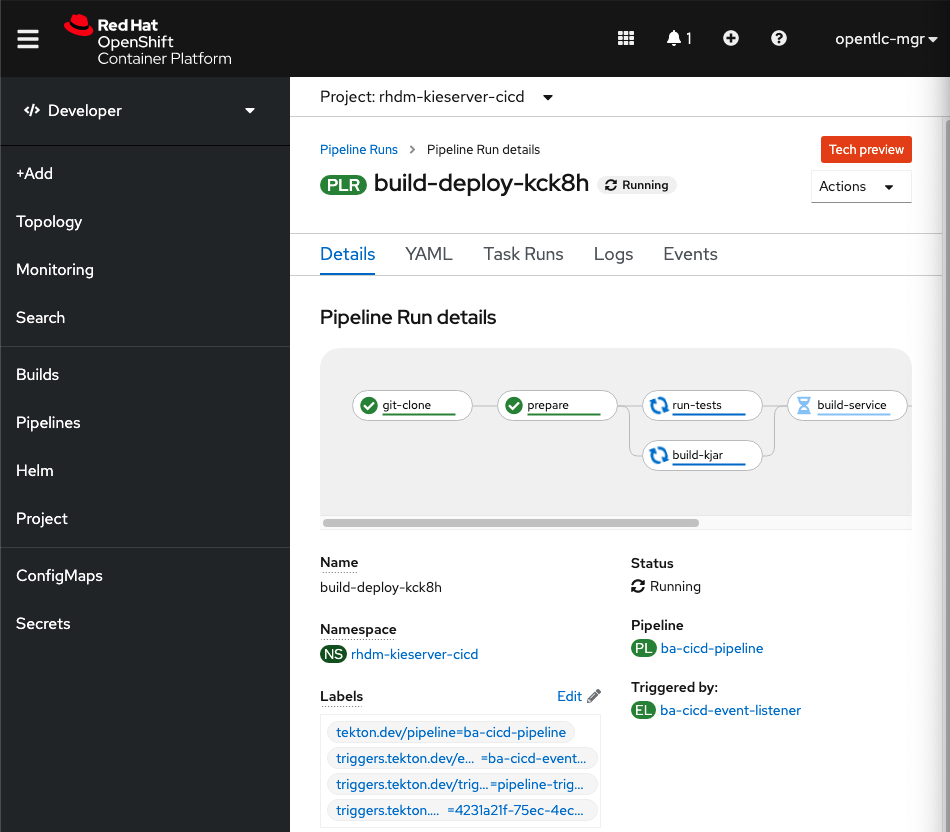 Red Hat
OpenShift
Container Platform
1
opentlc-mgr
Developer
+Add
Topology
Monitoring
Search
Builds
Pipelines
Helm
Project
ConfigMaps
Secrets
Project: rhdm-kieserver-cicd
Pipeline Runs > Pipeline Run details
Tech preview
PLR build-deploy-kck8h Running
Actions
Details YAML Task Runs Logs Events
Pipeline Run details
git-clone prepare run-tests build-service
build-kjar
Name
build-deploy-kck8h
Namespace
NS rhdm-kieserver-cicd
Labels Edit
tekton.dev/pipeline=ba-cicd-pipeline
triggers.tekton.dev/e... =ba-cicd-event...
triggers.tekton.dev/trig...=pipeline-trig...
triggers.tekton.... =4231a21f-75ec-4ec...
Status
Running
Pipeline
PL ba-cicd-pipeline
Triggered by:
EL ba-cicd-event-listener